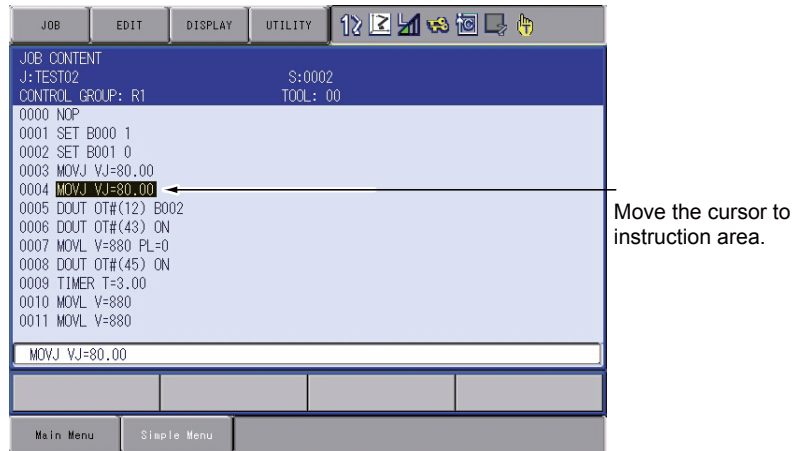 JOB EDIT DISPLAY UTILITY
JOB CONTENT
J:TEST02 S:0002
CONTROL GROUP: R1 TOOL: 00
0000 NOP
0001 SET B000 1
0002 SET B001 0
0003 MOVJ VJ=80.00
0004 MOVJ VJ=80.00
0005 DOUT OT#(12) B002
0006 DOUT OT#(43) ON
0007 MOVL V=880 PL=0
0008 DOUT OT#(45) ON
0009 TIMER T=3.00
0010 MOVL V=880
0011 MOVL V=880
Move the cursor to
instruction area.
MOVJ VJ=80.00
Main Menu Simple Menu